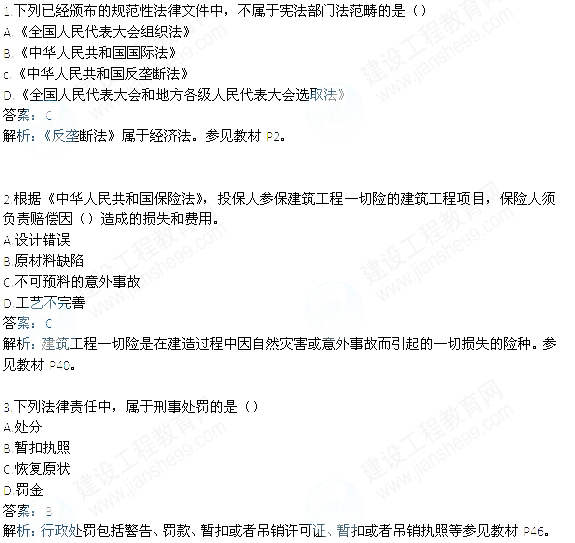 1.下列已经颁布的规范性法律文件中，不属于宪法部门法范畴的是（）
A.《全国人民代表大会组织法》
B.《中华人民共和国国际法》
C.《中华人民共和国反垄断法》
D.《全国人民代表大会和地方各级人民代表大会选取法》
答案：C
解析：《反垄断法》属于经济法。参见教材 P2。
2.根据《中华人民共和国保险法》，投保人参保建筑工程一切险的建筑工程项目，保险人须
负责赔偿因（）造成的损失和费用。
A.设计错误
B.原材料缺陷
C.不可预料的意外事故
D.工艺不完善
答案：C
解析：建筑工程一切险是在建造过程中因自然灾害或意外事故而引起的一切损失的险种。参
见教材 P40。
3.下列法律责任中，属于刑事处罚的是（）
A.处分
B.暂扣执照
C.恢复原状
D.罚金
答案：B
解析：行政处罚包括警告、罚款、暂扣或者吊销许可证、暂扣或者吊销执照等参见教材 P46。
建设工程教育网
www.jianshe99.com